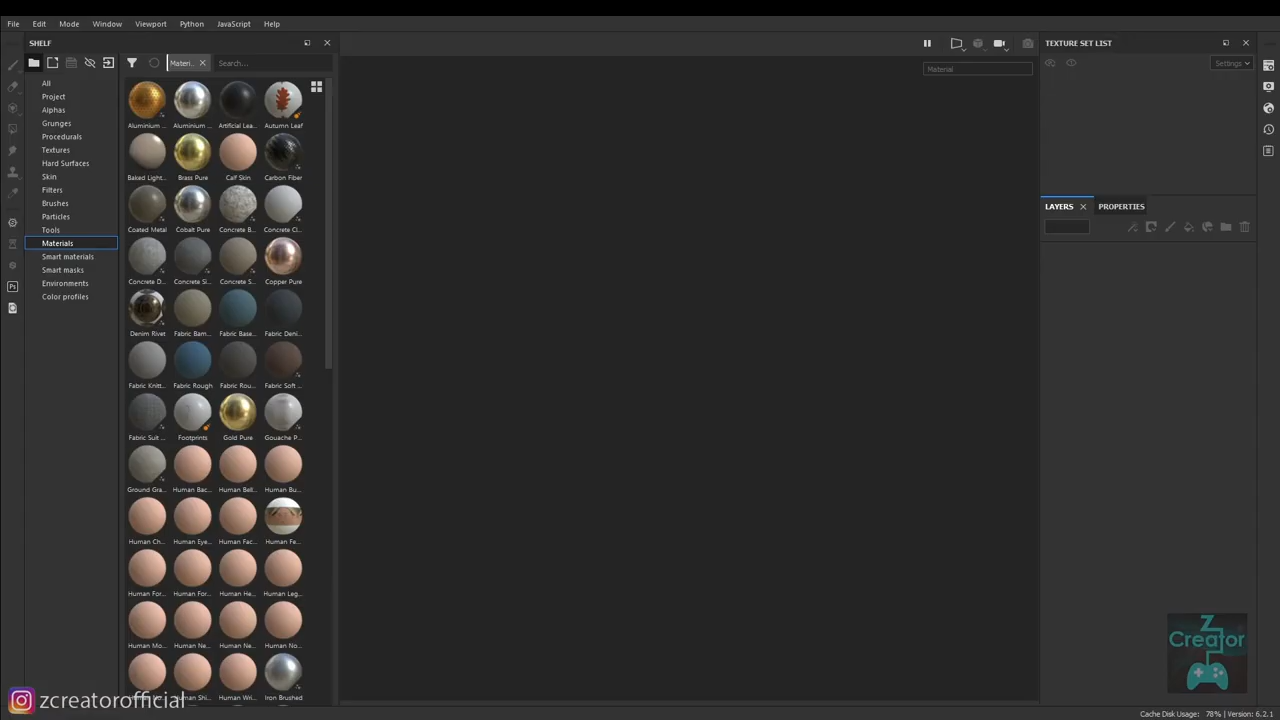 File Edit Mode Window Viewport Python JavaScript Help
SHELF
Materi... Search...
All
Project
Alphas
Grunges
Procedurals
Textures
Hard Surfaces
Skin
Filters
Brushes
Particles
Tools
Materials
Smart materials
Smart masks
Environments
Color profiles
Aluminium ... Aluminium ... Artificial Lea... Autumn Leaf
Baked Light... Brass Pure Calf Skin Carbon Fiber
Coated Metal Cobalt Pure Concrete B... Concrete Cl...
Concrete D... Concrete Si... Concrete S... Copper Pure
Denim Rivet Fabric Bam... Fabric Base... Fabric Deni...
Fabric Knitt... Fabric Rough Fabric Rou... Fabric Soft ...
Fabric Suit ... Footprints Gold Pure Gouache P...
Ground Gra... Human Bac... Human Bell... Human Bu...
Human Ch... Human Eye... Human Fac... Human Fe...
Human For... Human For... Human He... Human Leg...
Human Mo... Human Ne... Human Ne... Human No...
Human Shi... Human Wri... Iron Brushed
Material
TEXTURE SET LIST
Settings
LAYERS PROPERTIES
Ps
Z
Creator
zcreatorofficial
Cache Disk Usage: 78% | Version: 6.2.1